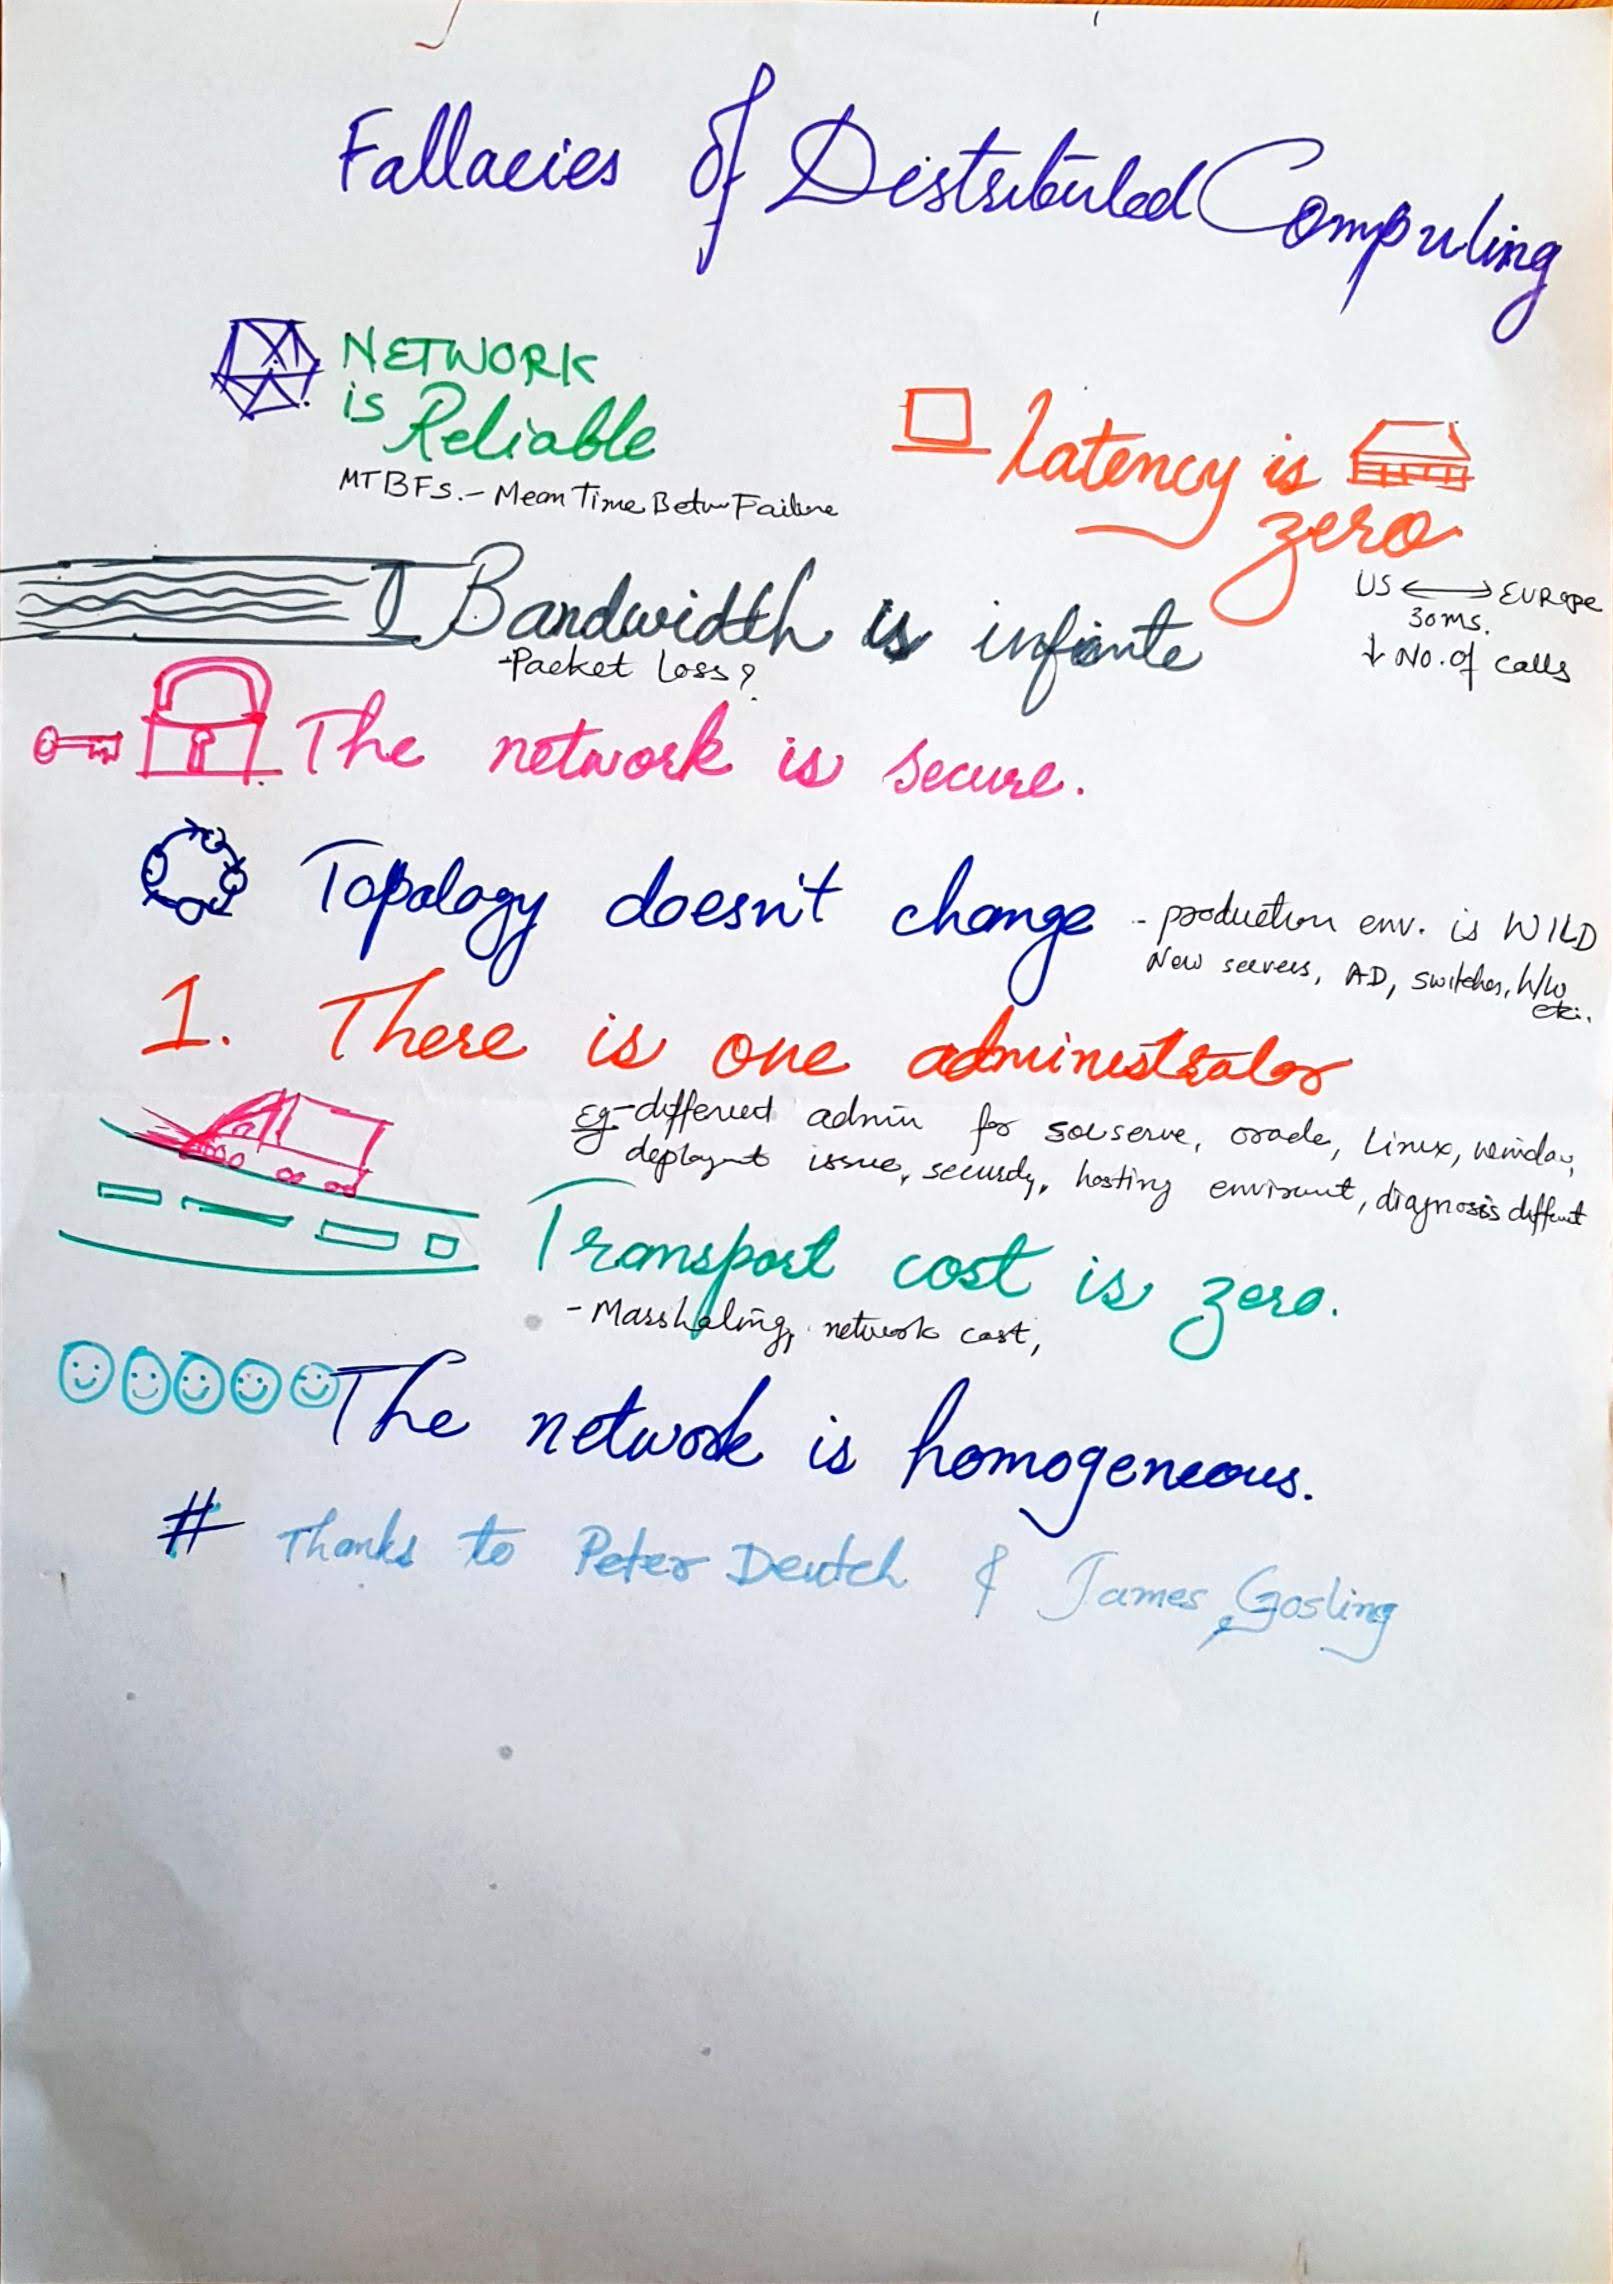 Fallacies of Distributed Computing
NETWORK
is Reliable
MTBFs. - Mean Time Betw Failure
Latency is
zero
US ⟷ EUROPE
30ms.
↓ No. of calls
Bandwidth is infinite
- Packet loss?
The network is secure.
Topology doesn't change - production env. is WILD
New servers, AD, switches, h/w
etc..
1. There is one administrator
Eg - different admin for , oracle, Linux, window,
deployment issue, security, hosting enviroment, diagnosis different
Transport cost is zero.
- Marshaling, network cost,
The network is homogeneous.
# Thanks to Peter Deutch & James Gosling